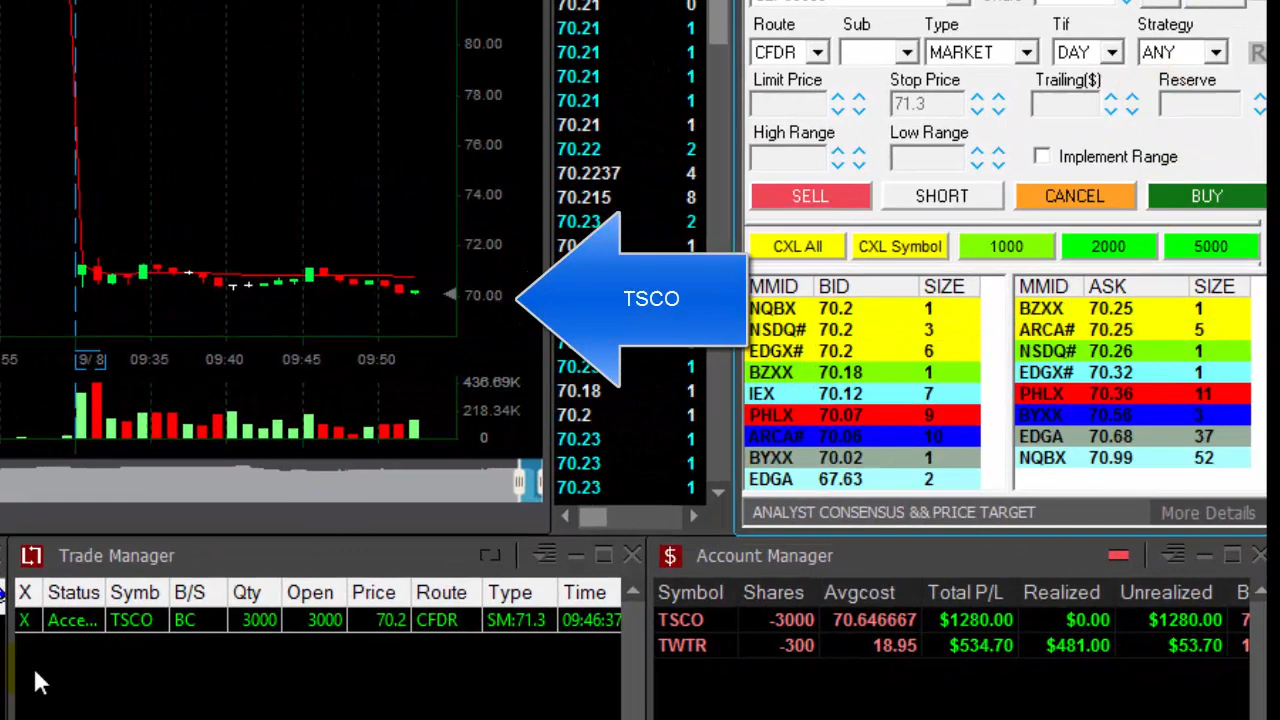 80.00
78.00
76.00
74.00
72.00
70.00
:55
9/ 8
09:35
09:40
09:45
09:50
436.69K
218.34K
0
70.21 0
70.21 1
70.21 1
70.21 1
70.21 1
70.21 1
70.22 2
70.2237 4
70.215 8
70.23 2
1
TSCO
1
70.18 1
70.2 1
70.23 1
70.23 1
70.23 1
Route Sub Type Tif Strategy
CFDR MARKET DAY ANY R
Limit Price Stop Price Trailing($) Reserve
71.3
High Range Low Range
Implement Range
SELL SHORT CANCEL BUY
CXL All CXL Symbol 1000 2000 5000
MMID BID SIZE
NQBX 70.2 1
NSDQ# 70.2 3
EDGX# 70.2 6
BZXX 70.18 1
IEX 70.12 7
PHLX 70.07 9
ARCA# 70.06 10
BYXX 70.02 1
EDGA 67.63 2
MMID ASK SIZE
BZXX 70.25 1
ARCA# 70.25 5
NSDQ# 70.26 1
EDGX# 70.32 1
PHLX 70.36 11
BYXX 70.56 3
EDGA 70.68 37
NQBX 70.99 52
ANALYST CONSENSUS && PRICE TARGET More Details
Trade Manager
X Status Symb B/S Qty Open Price Route Type Time
X Acce... TSCO BC 3000 3000 70.2 CFDR SM:71.3 09:46:37
$ Account Manager
Symbol Shares Avgcost Total P/L Realized Unrealized B
TSCO -3000 70.646667 $1280.00 $0.00 $1280.00 7
TWTR -300 18.95 $534.70 $481.00 $53.70 1